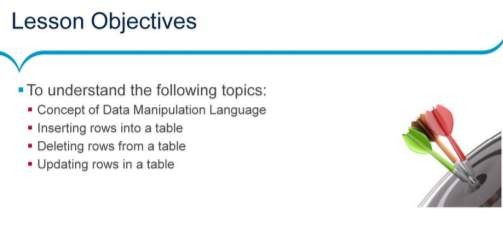 Lesson Objectives
To understand the following topics:
Concept of Data Manipulation Language
Inserting rows into a table
Deleting rows from a table
Updating rows in a table